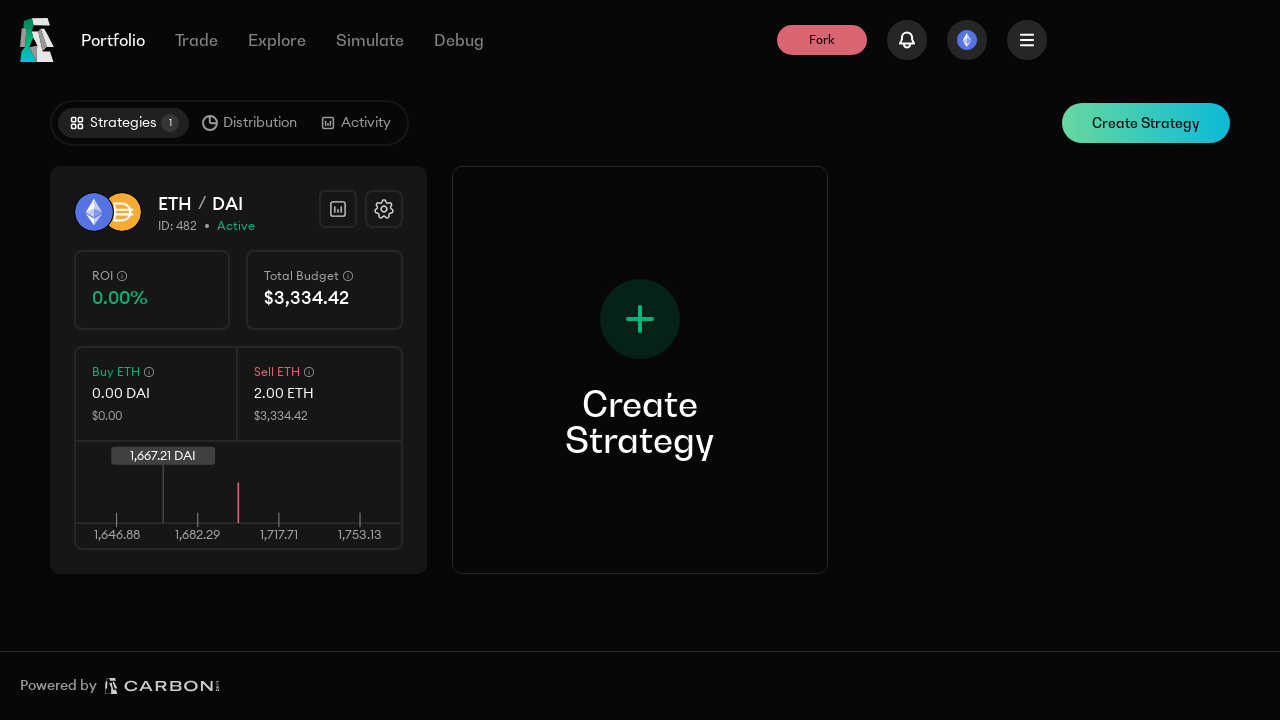 Portfolio Trade Explore Simulate Debug Fork
Strategies 1 Distribution Activity Create Strategy
ETH / DAI
ID: 482 • Active
ROI
0.00%
Total Budget
$3,334.42
Buy ETH
0.00 DAI
$0.00
Sell ETH
2.00 ETH
$3,334.42
1,667.21 DAI
1,646.88 1,682.29 1,717.71 1,753.13
Create
Strategy
Powered by CARBON